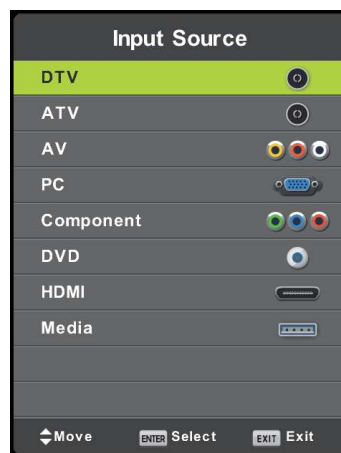 Input Source
DTV
ATV
AV
PC
Component
DVD
HDMI
Media
Move ENTER Select EXIT Exit